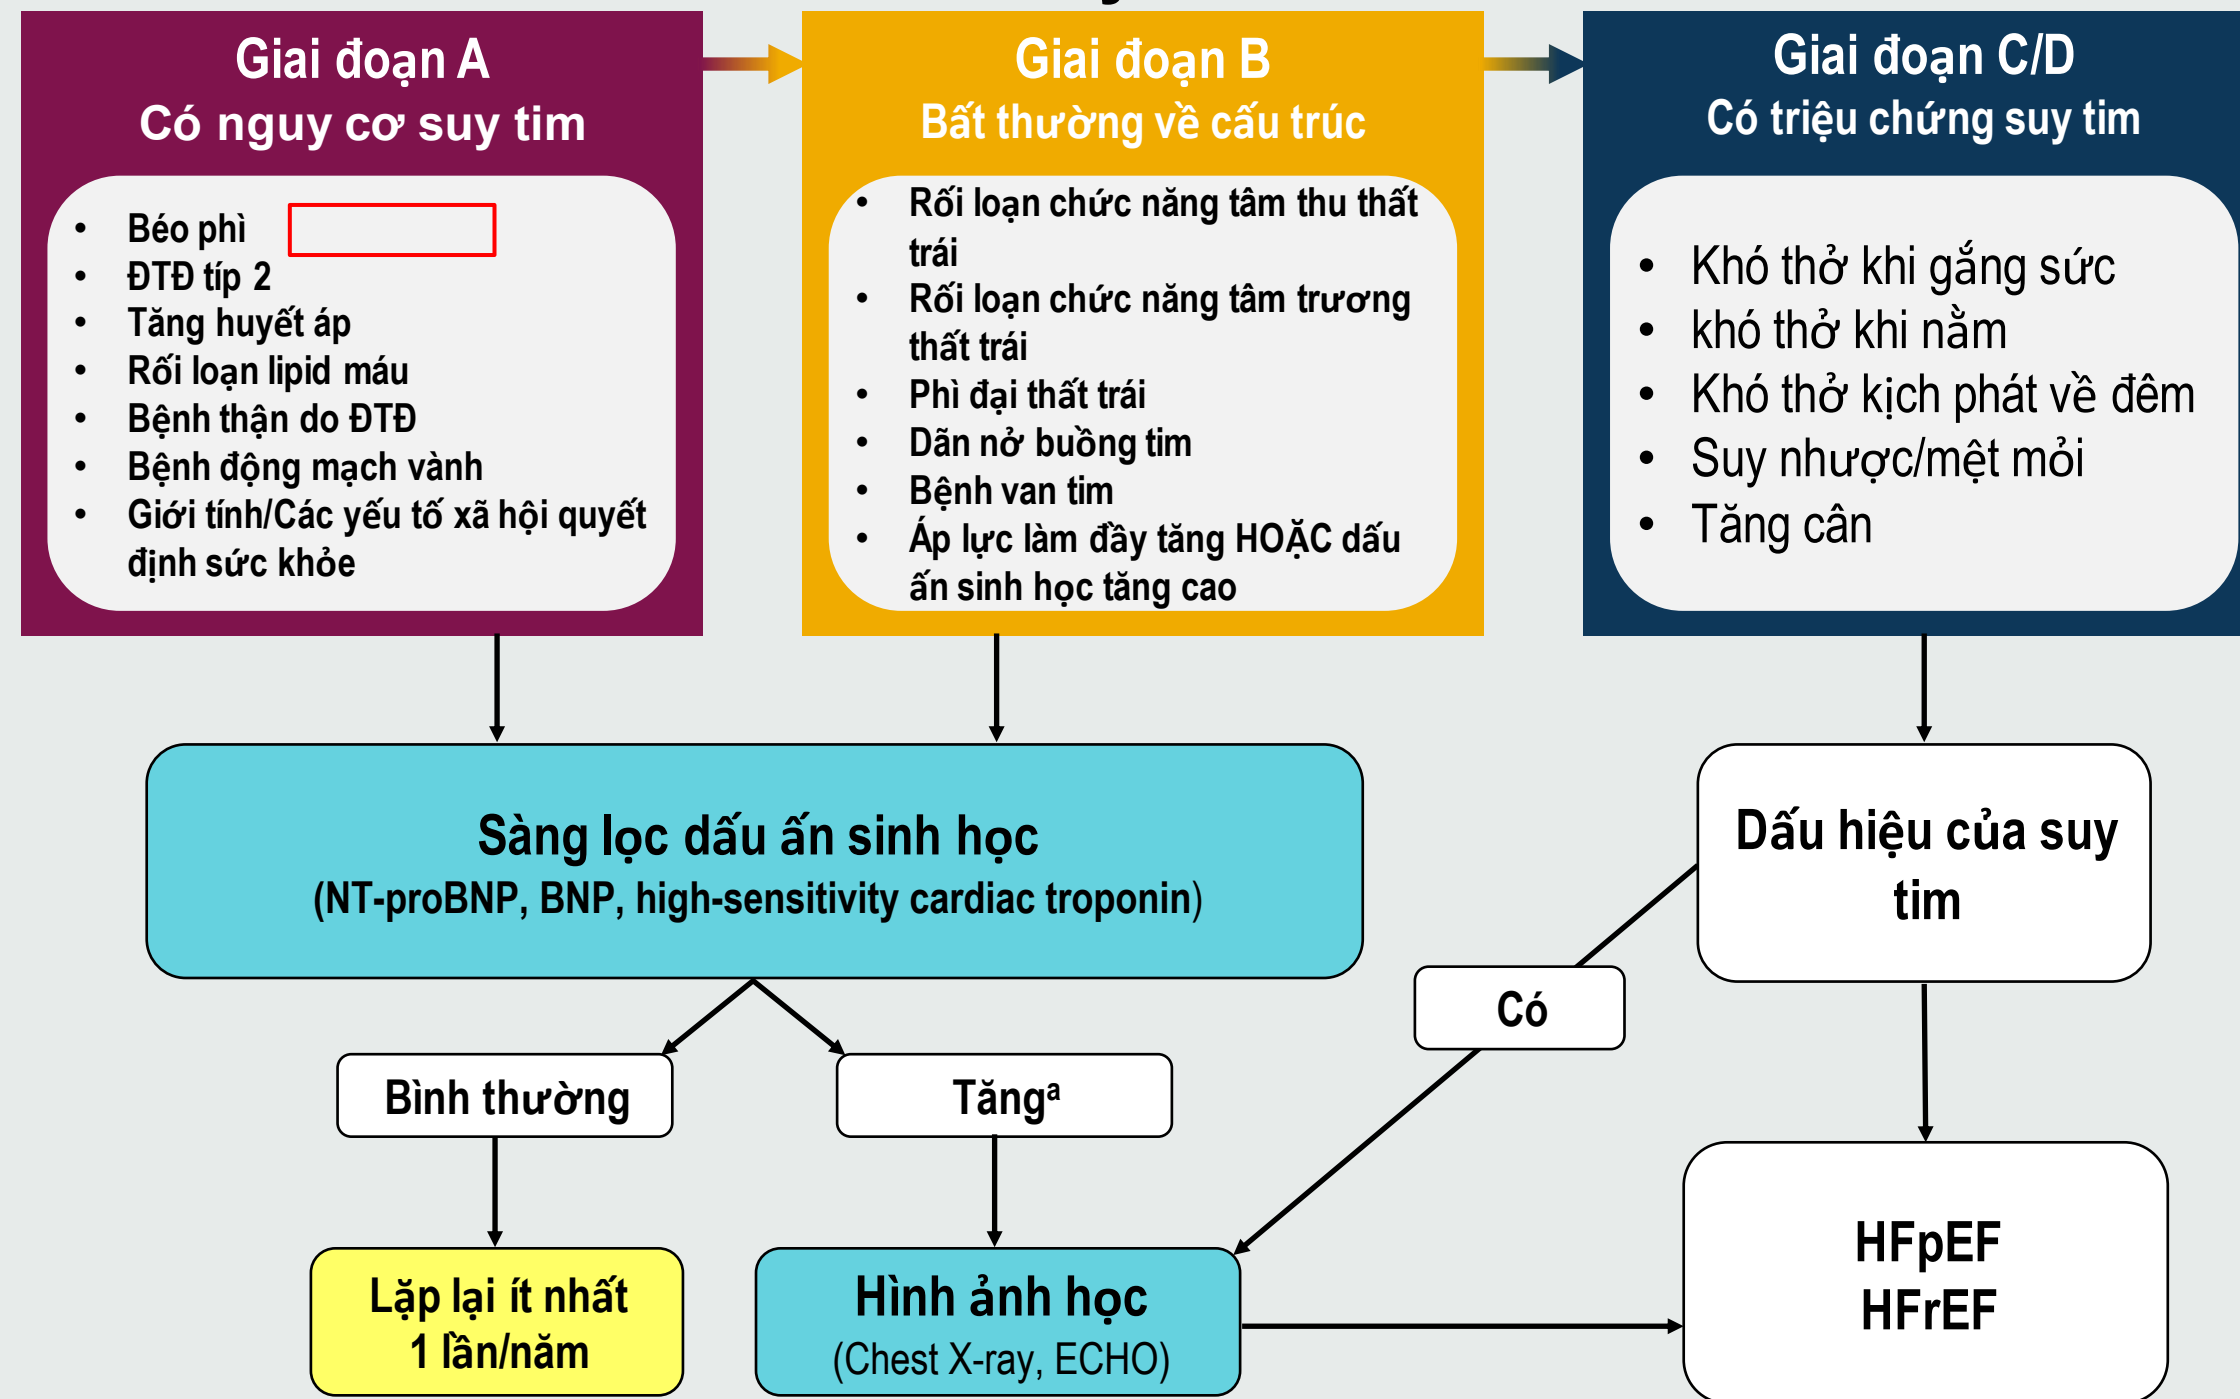 Giai đoạn A
Có nguy cơ suy tim
• Béo phì
• ĐTĐ típ 2
• Tăng huyết áp
• Rối loạn lipid máu
• Bệnh thận do ĐTĐ
• Bệnh động mạch vành
• Giới tính/Các yếu tố xã hội quyết
định sức khỏe
Giai đoạn B
Bất thường về cấu trúc
• Rối loạn chức năng tâm thu thất
trái
• Rối loạn chức năng tâm trương
thất trái
• Phì đại thất trái
• Dãn nở buồng tim
• Bệnh van tim
• Áp lực làm đầy tăng HOẶC dấu
ấn sinh học tăng cao
Giai đoạn C/D
Có triệu chứng suy tim
• Khó thở khi gắng sức
• khó thở khi nằm
• Khó thở kịch phát về đêm
• Suy nhược/mệt mỏi
• Tăng cân
Sàng lọc dấu ấn sinh học
(NT-proBNP, BNP, high-sensitivity cardiac troponin)
Dấu hiệu của suy
tim
Có
Bình thường
Tăngᵃ
Lặp lại ít nhất
1 lần/năm
Hình ảnh học
(Chest X-ray, ECHO)
HFpEF
HFrEF